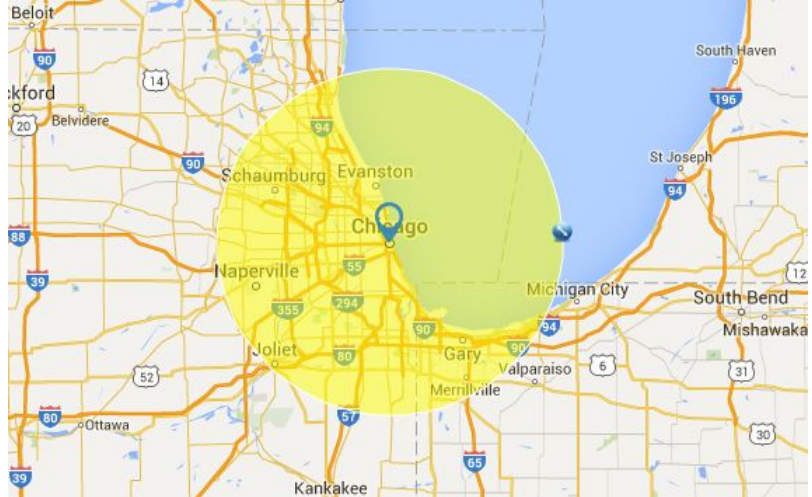 Beloit
90
14
South Haven
ckford
20
Belvidere
94
196
90
Evanston
St Joseph
Schaumburg
94
Chicago
88
55
Naperville
39
12
Michigan City
294
355
South Bend
90
94
Mishawaka
Joliet
80
Gary
90
Valparaiso
6
52
Merrillville
31
80
57
Ottawa
30
65
39
Kankakee